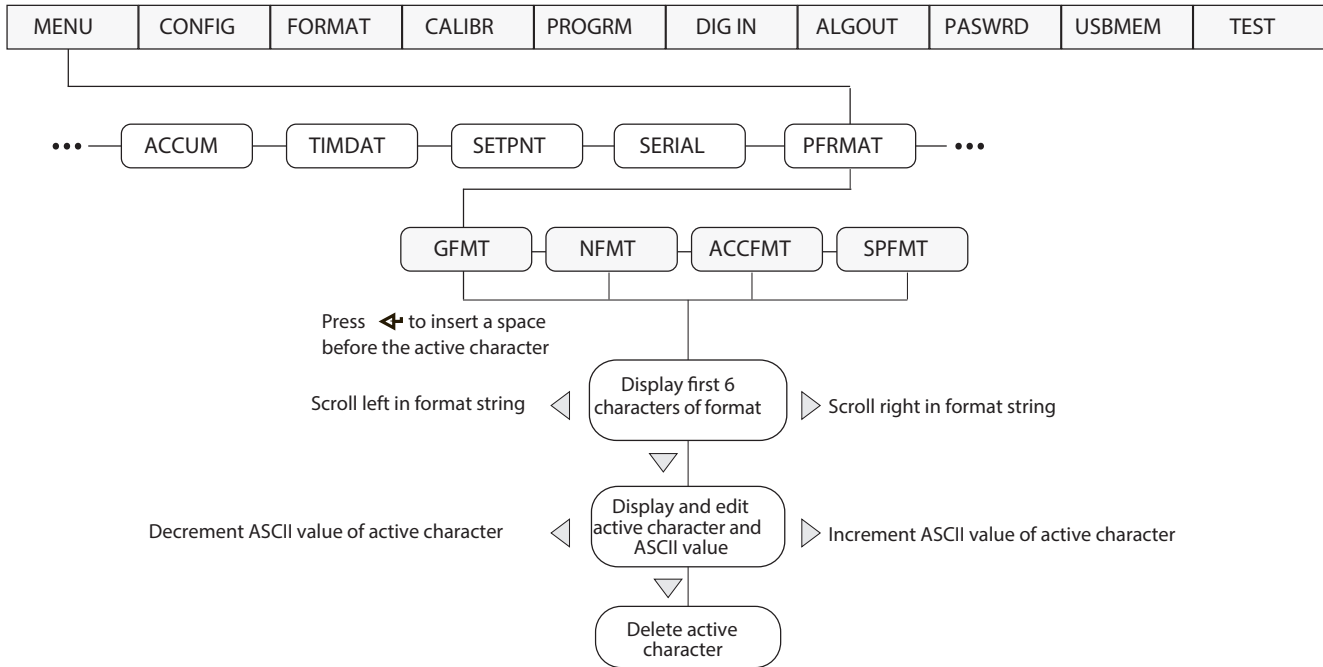 MENU CONFIG FORMAT CALIBR PROGRM DIG IN ALGOUT PASWRD USBMEM TEST
••• ACCUM TIMDAT SETPNT SERIAL PFRMAT •••
GFMT NFMT ACCFMT SPFMT
Press to insert a space
before the active character
Display first 6
characters of format
Scroll left in format string
Scroll right in format string
Display and edit
active character and
ASCII value
Decrement ASCII value of active character
Increment ASCII value of active character
Delete active
character